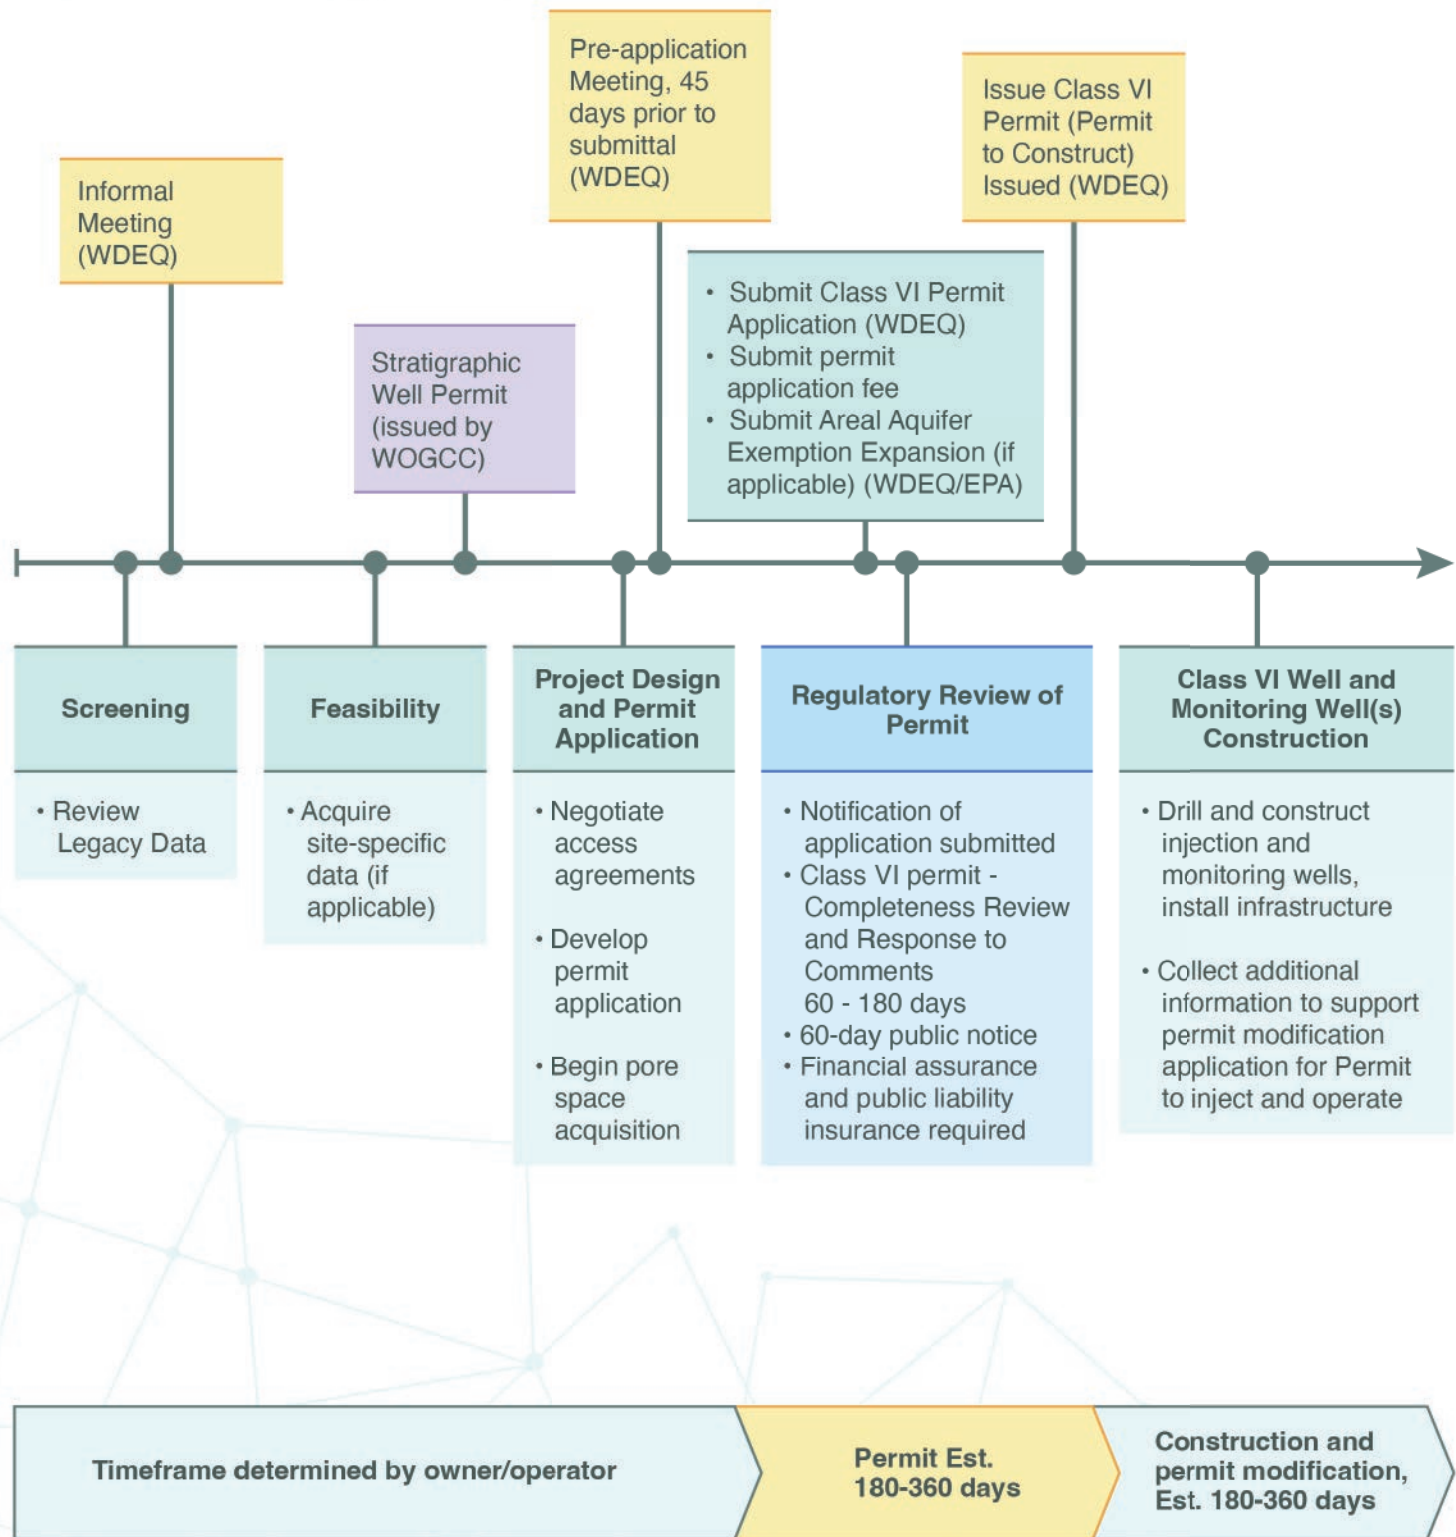 Pre-application
Meeting, 45
days prior to
submittal
(WDEQ)
Issue Class VI
Permit (Permit
to Construct)
Issued (WDEQ)
Informal
Meeting
(WDEQ)
• Submit Class VI Permit
Application (WDEQ)
• Submit permit
application fee
• Submit Areal Aquifer
Exemption Expansion (if
applicable) (WDEQ/EPA)
Stratigraphic
Well Permit
(issued by
WOGCC)
Screening
• Review
Legacy Data
Feasibility
• Acquire
site-specific
data (if
applicable)
Project Design
and Permit
Application
• Negotiate
access
agreements
• Develop
permit
application
• Begin pore
space
acquisition
Regulatory Review of
Permit
• Notification of
application submitted
• Class VI permit -
Completeness Review
and Response to
Comments
60 - 180 days
• 60-day public notice
• Financial assurance
and public liability
insurance required
Class VI Well and
Monitoring Well(s)
Construction
• Drill and construct
injection and
monitoring wells,
install infrastructure
• Collect additional
information to support
permit modification
application for Permit
to inject and operate
Timeframe determined by owner/operator
Permit Est.
180-360 days
Construction and
permit modification,
Est. 180-360 days